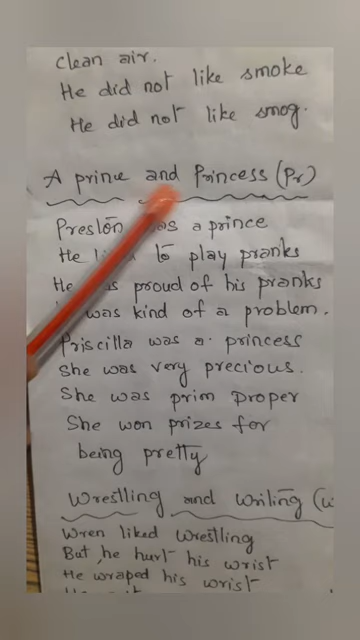 clean air.
He did not like smoke
He did not like smog.
A prince and Princess (Pr)
Preston was a prince
He to play pranks
He was proud of his pranks
was kind of a problem.
Priscilla was a princess
She was very precious.
She was prim proper
She won prizes for
being pretty
Wrestling and Writing (W
Wren liked wrestling
But he hurt his wrist
He wraped his wrist